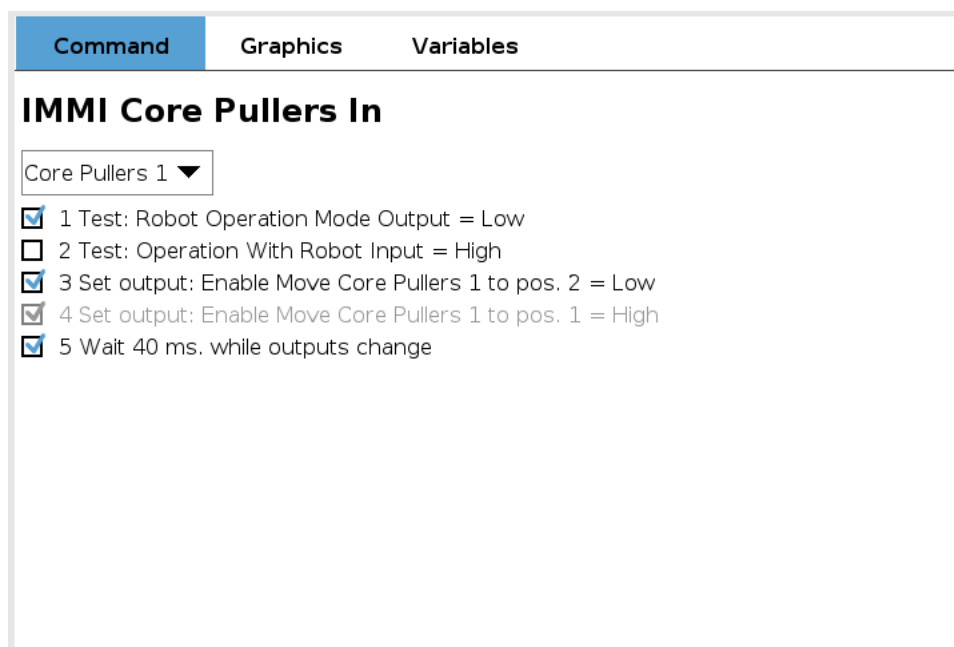 Command Graphics Variables
IMMI Core Pullers In
Core Pullers 1
1 Test: Robot Operation Mode Output = Low
2 Test: Operation With Robot Input = High
3 Set output: Enable Move Core Pullers 1 to pos. 2 = Low
4 Set output: Enable Move Core Pullers 1 to pos. 1 = High
5 Wait 40 ms. while outputs change